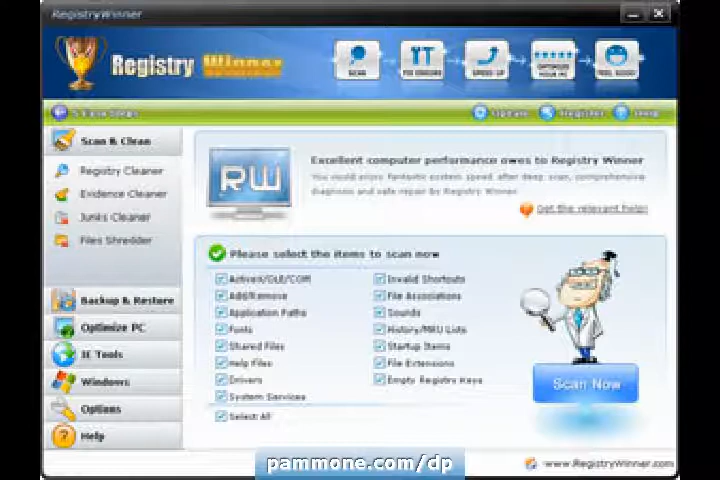 RegistryWinner
Registry Winner
SCAN
FIX ERRORS
SPEED UP
OPTIMIZE YOUR PC
FEEL GOOD
Update
Register
Help
Scan & Clean
Registry Cleaner
Evidence Cleaner
Junks Cleaner
Files Shredder
Backup & Restore
Optimize PC
IE Tools
Windows
Options
Help
RW
Excellent computer performance owes to Registry Winner
You could enjoy fantastic system speed after deep scan, comprehensive
diagnosis and safe repair by Registry Winner.
Get the relevant help!
Please select the items to scan now
ActiveX/OLE/COM
Add/Remove
Application Paths
Fonts
Shared Files
Help Files
Drivers
System Services
Select All
Invalid Shortcuts
File Associations
Sounds
History/MRU Lists
Startup Items
File Extensions
Empty Registry Keys
Scan Now
www.RegistryWinner.com
pammone.com/dp